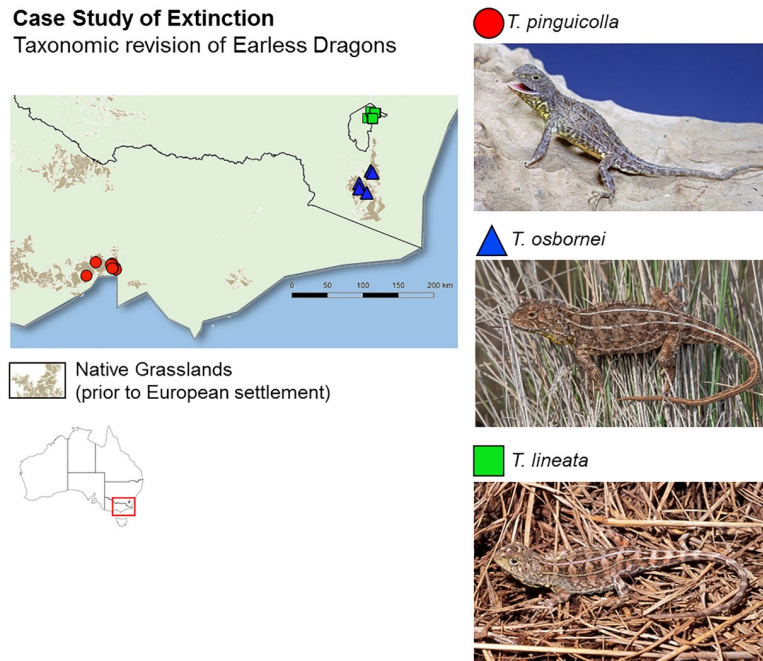 Case Study of Extinction
Taxonomic revision of Earless Dragons
T. pinguicolla
0 50 100 150 200 km
T. osbornei
Native Grasslands
(prior to European settlement)
T. lineata